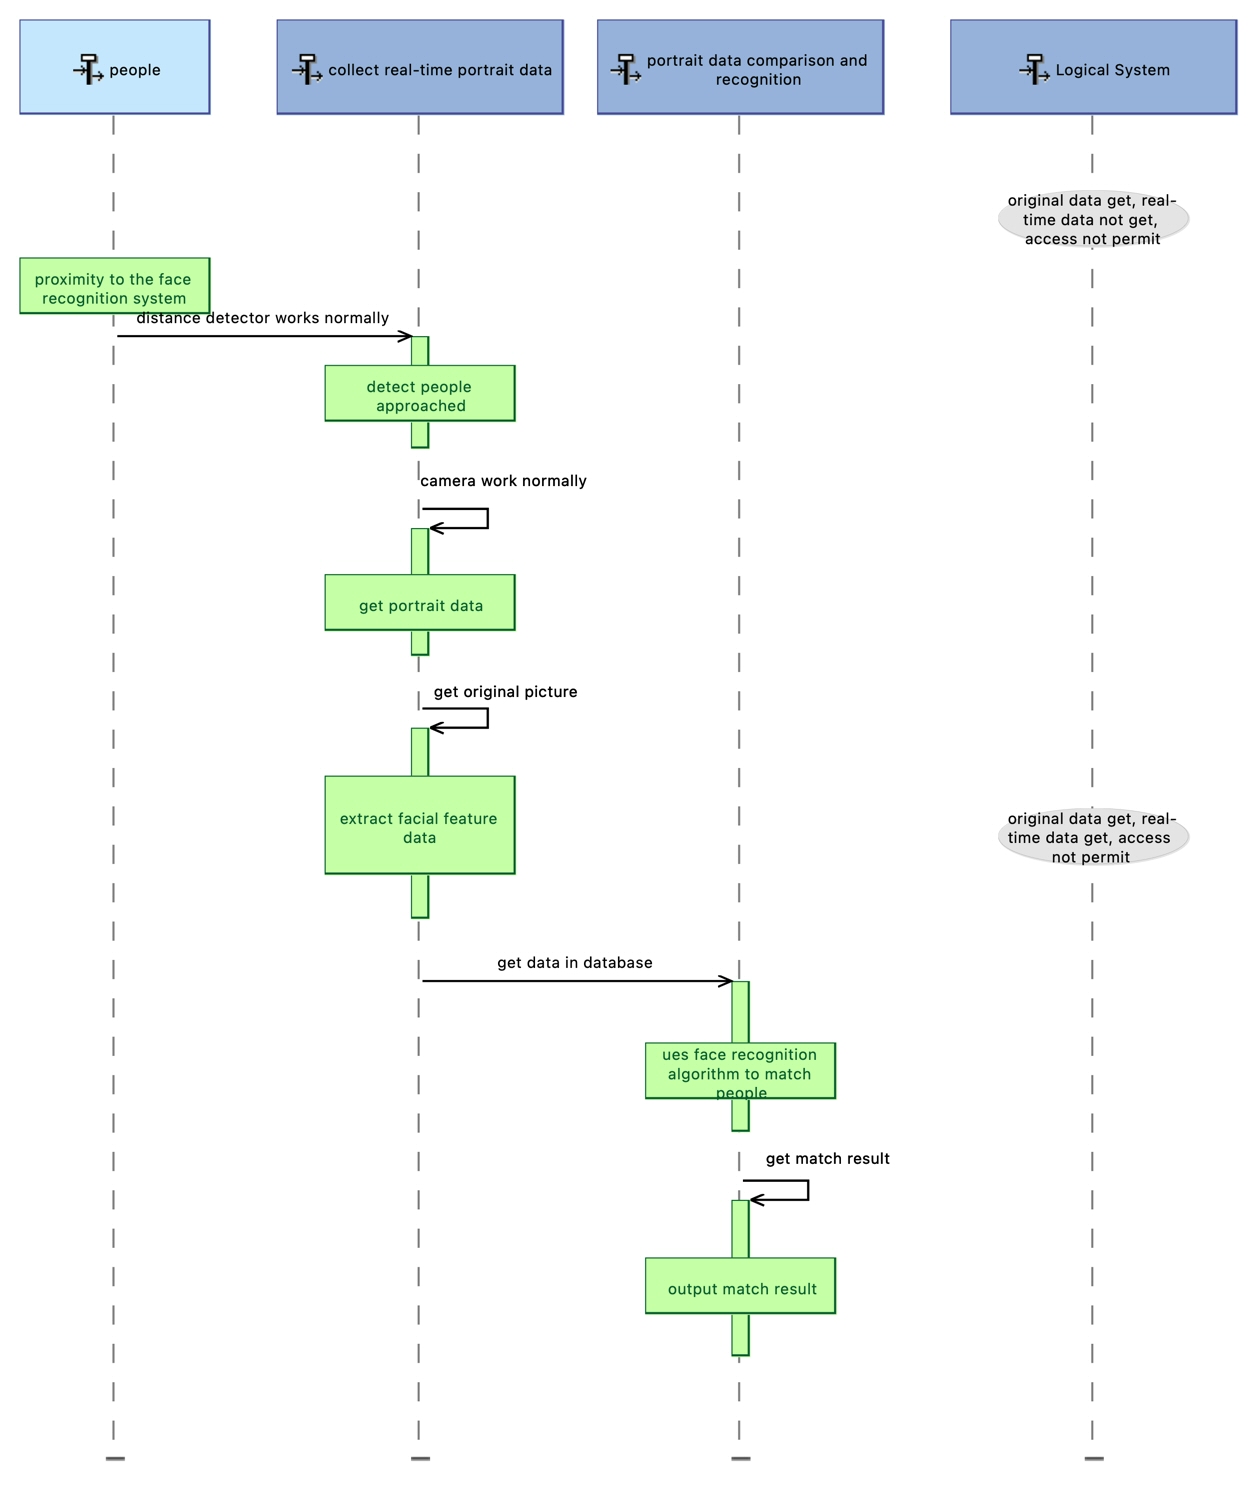 people
collect real-time portrait data
portrait data comparison and
recognition
Logical System
original data get, real-
time data not get,
access not permit
proximity to the face
recognition system
distance detector works normally
detect people
approached
camera work normally
get portrait data
get original picture
extract facial feature
data
original data get, real-
time data get, access
not permit
get data in database
ues face recognition
algorithm to match
people
get match result
output match result